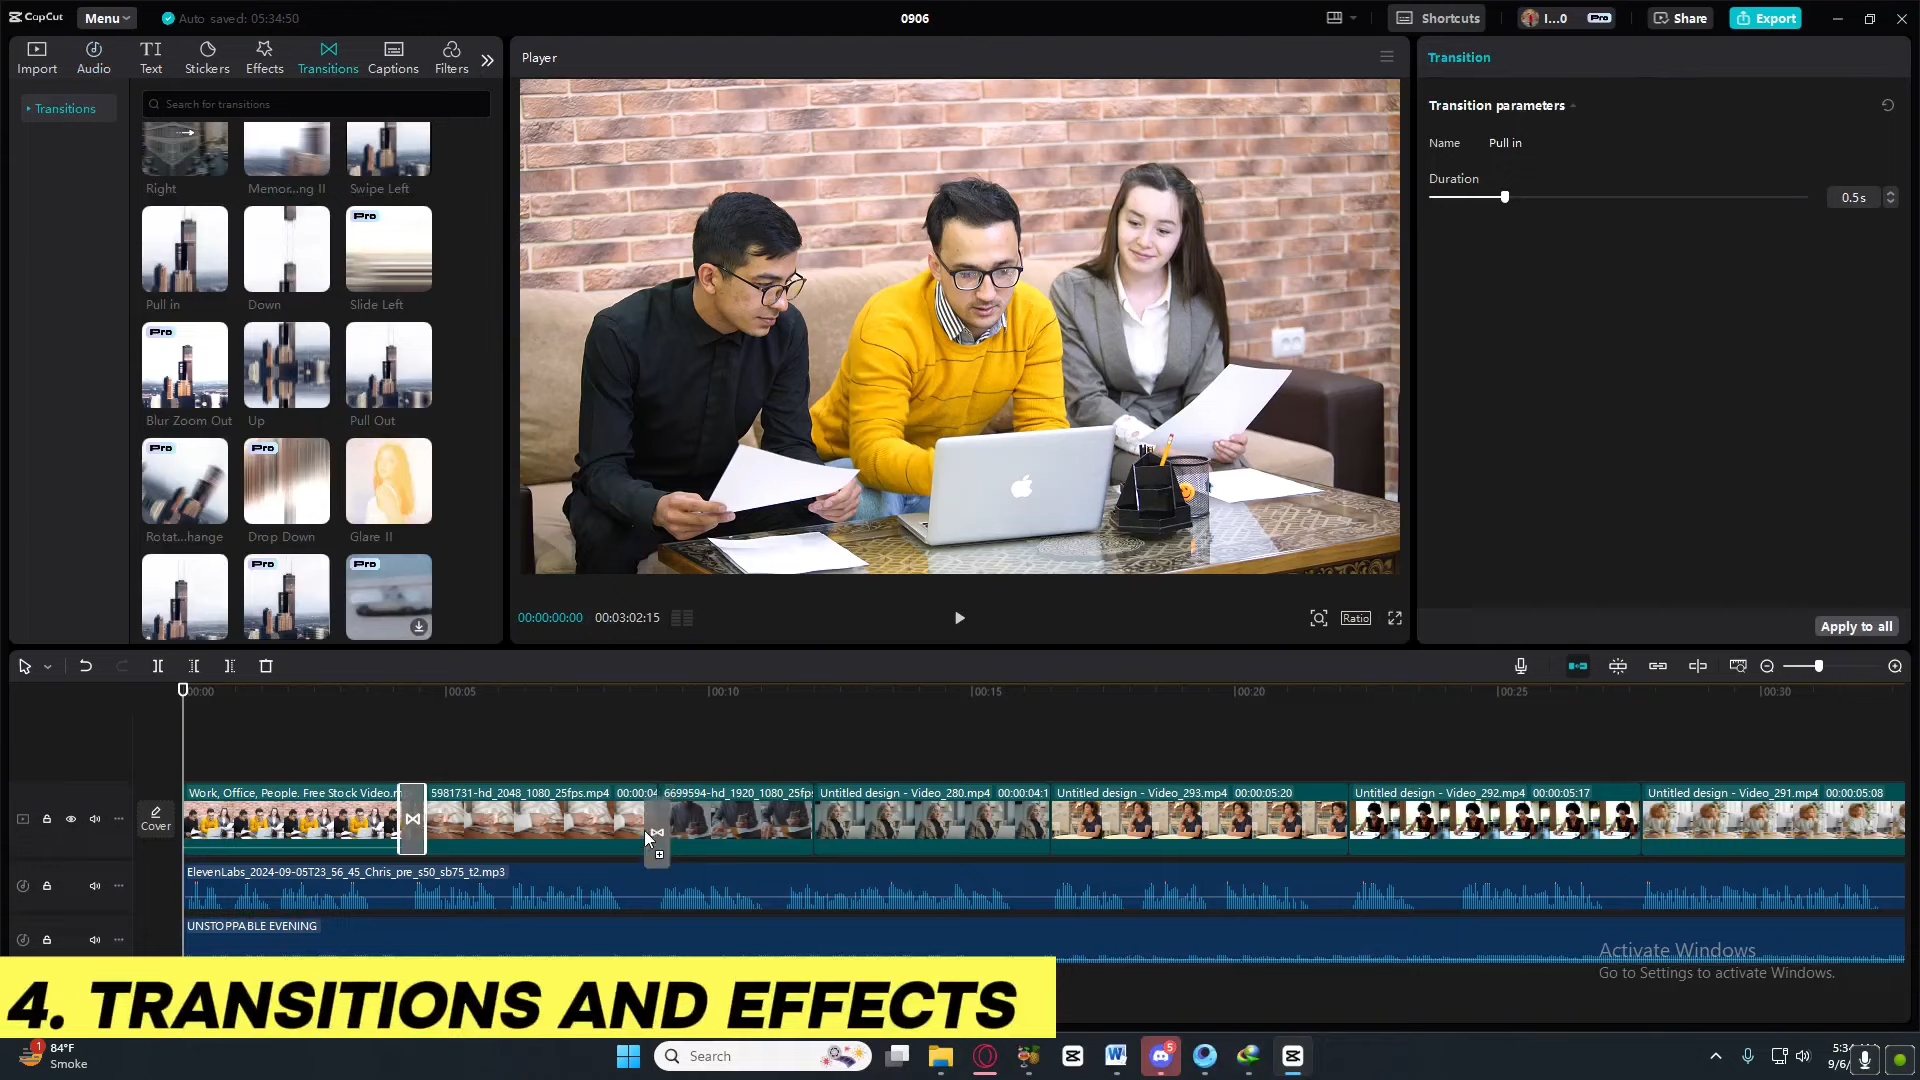 CapCut
Menu
Auto saved: 05:34:50
0906
Shortcuts
I...0
Pro
Share
Export
Import
Audio
TI
Text
Stickers
Effects
Transitions
Captions
Filters
Transitions
Search for transitions
Right
Memor...ng II
Swipe Left
Pro
Pull in
Down
Slide Left
Pro
Blur Zoom Out
Up
Pull Out
Pro
Pro
Rotat...hange
Drop Down
Glare II
Pro
Pro
Player
00:00:00:00
00:03:02:15
Ratio
Transition
Transition parameters
Name
Pull in
Duration
0.5s
Apply to all
00:00
00:05
00:10
00:15
00:20
00:25
00:30
Cover
Work, Office, People. Free Stock Video.m
5981731-hd_2048_1080_25fps.mp4 00:00:04
6699594-hd_1920_1080_25fps
Untitled design - Video_280.mp4 00:00:04:1
Untitled design - Video_293.mp4 00:00:05:20
Untitled design - Video_292.mp4 00:00:05:17
Untitled design - Video_291.mp4 00:00:05:08
ElevenLabs_2024-09-05T23_56_45_Chris_pre_s50_sb75_t2.mp3
UNSTOPPABLE EVENING
Activate Windows
Go to Settings to activate Windows.
4. TRANSITIONS AND EFFECTS
1
84°F
Smoke
Search
5
5:3
9/6/